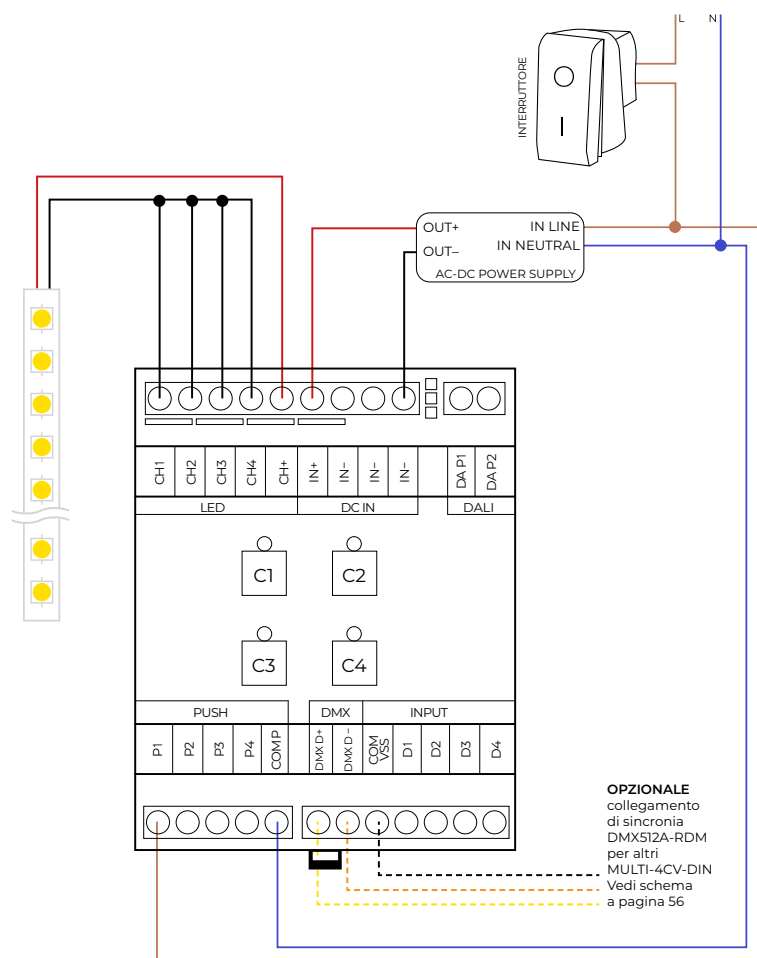 L N
INTERRUTTORE
OUT+ IN LINE
OUT– IN NEUTRAL
AC-DC POWER SUPPLY
CH1 CH2 CH3 CH4 CH+ IN+ IN– IN– IN– DA P1 DA P2
LED DC IN DALI
C1 C2
C3 C4
PUSH DMX INPUT
P1 P2 P3 P4 COM P DMX D+ DMX D – COM VSS D1 D2 D3 D4
OPZIONALE
collegamento
di sincronia
DMX512A-RDM
per altri
MULTI-4CV-DIN
Vedi schema
a pagina 56